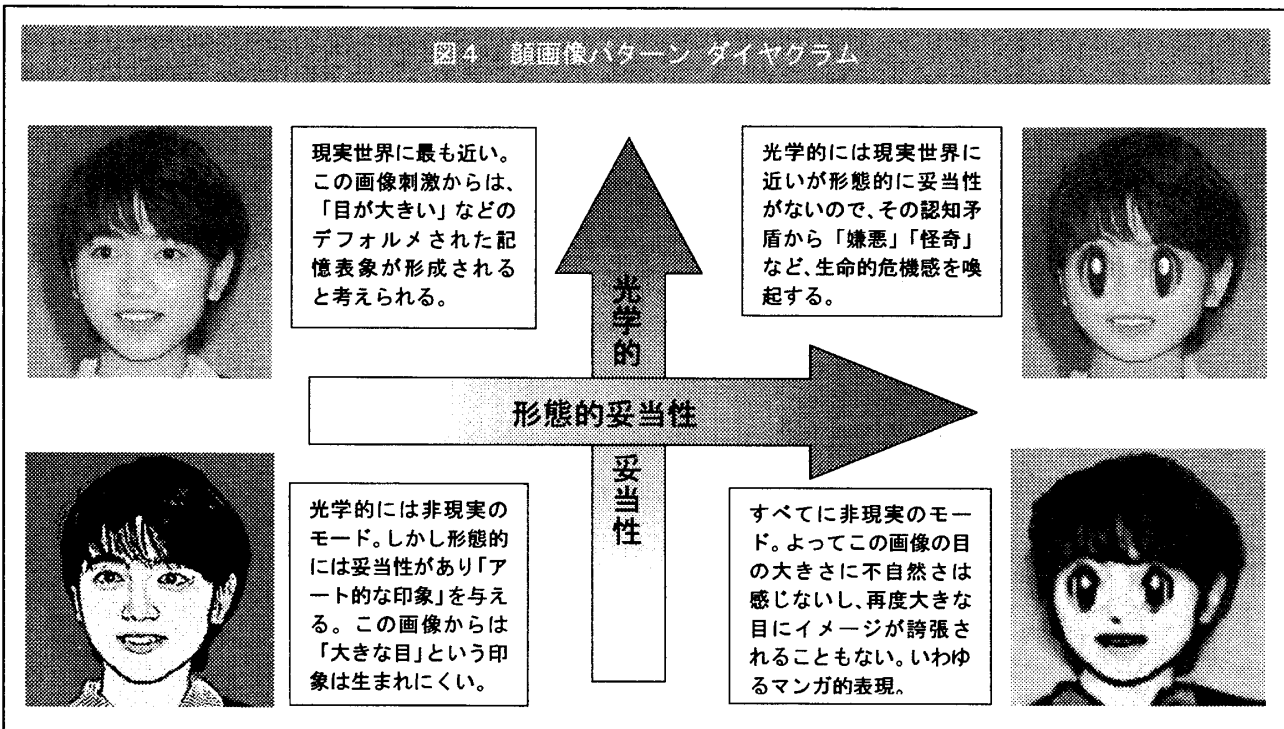 図4 顔画像パターン ダイヤグラム
現実世界に最も近い。
この画像刺激からは、
「目が大きい」などの
デフォルメされた記
憶表象が形成される
と考えられる。
光学的には現実世界に
近いが形態的に妥当性
がないので、その認知矛
盾から「嫌悪」「怪奇」
など、生命的危機感を喚
起する。
光学的妥当性
形態的妥当性
光学的には非現実の
モード。しかし形態的
には妥当性があり「ア
ート的な印象」を与え
る。この画像からは
「大きな目」という印
象は生まれにくい。
すべてに非現実のモー
ド。よってこの画像の目
の大きさに不自然さは
感じないし、再度大きな
目にイメージが誇張さ
れることもない。いわゆ
るマンガ的表現。